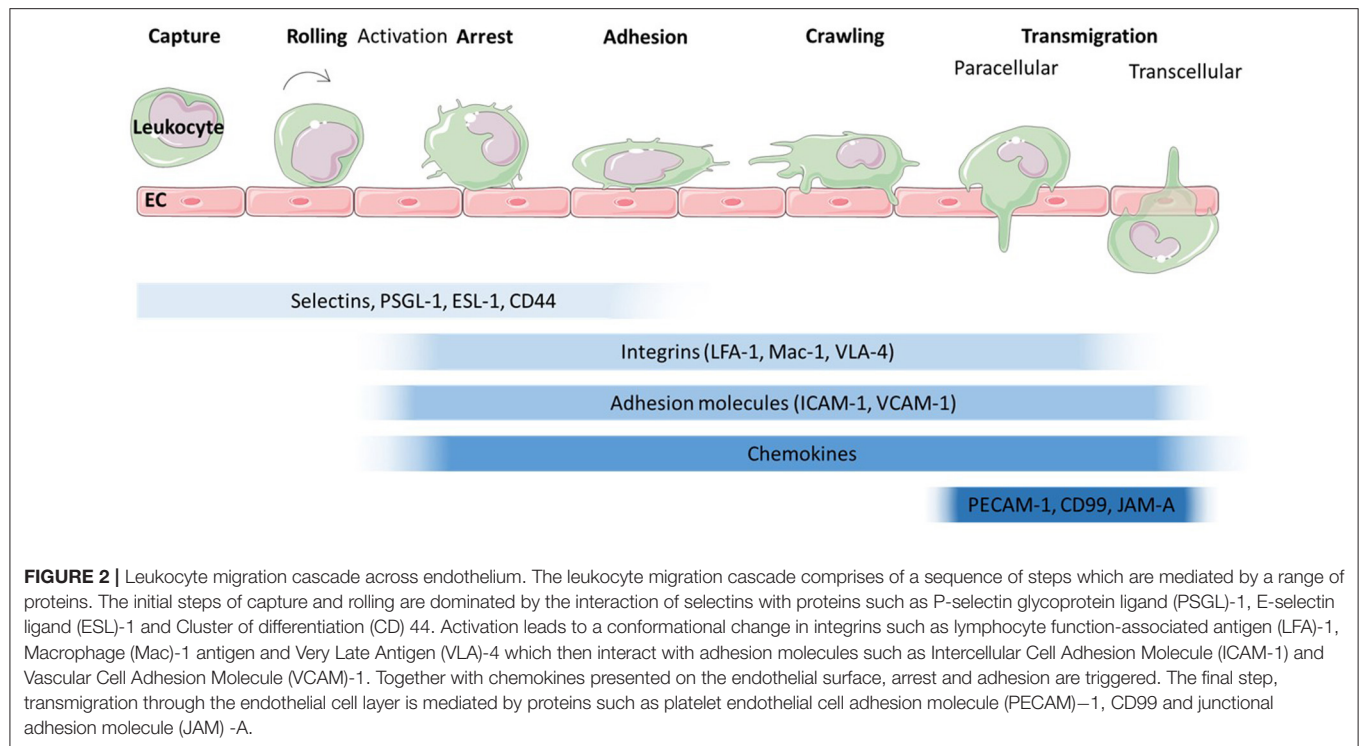 Capture Rolling Activation Arrest Adhesion Crawling Transmigration
Paracellular Transcellular
Leukocyte
EC
Selectins, PSGL-1, ESL-1, CD44
Integrins (LFA-1, Mac-1, VLA-4)
Adhesion molecules (ICAM-1, VCAM-1)
Chemokines
PECAM-1, CD99, JAM-A
FIGURE 2 | Leukocyte migration cascade across endothelium. The leukocyte migration cascade comprises of a sequence of steps which are mediated by a range of
proteins. The initial steps of capture and rolling are dominated by the interaction of selectins with proteins such as P-selectin glycoprotein ligand (PSGL)-1, E-selectin
ligand (ESL)-1 and Cluster of differentiation (CD) 44. Activation leads to a conformational change in integrins such as lymphocyte function-associated antigen (LFA)-1,
Macrophage (Mac)-1 antigen and Very Late Antigen (VLA)-4 which then interact with adhesion molecules such as Intercellular Cell Adhesion Molecule (ICAM-1) and
Vascular Cell Adhesion Molecule (VCAM)-1. Together with chemokines presented on the endothelial surface, arrest and adhesion are triggered. The final step,
transmigration through the endothelial cell layer is mediated by proteins such as platelet endothelial cell adhesion molecule (PECAM)−1, CD99 and junctional
adhesion molecule (JAM) -A.